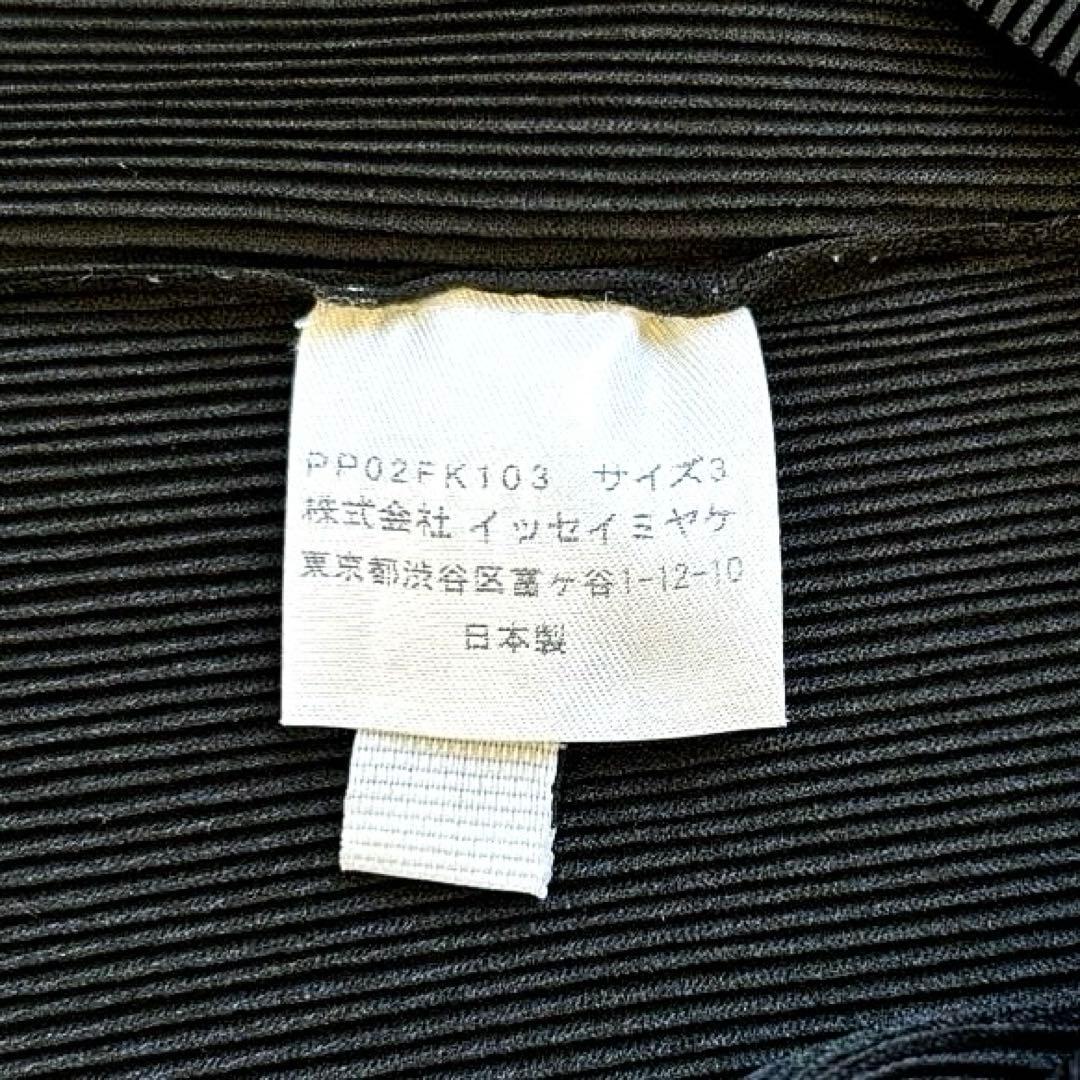 PP02FK103 サイズ3
株式会社 イッセイミヤケ
東京都渋谷区富ヶ谷1-12-10
日本製